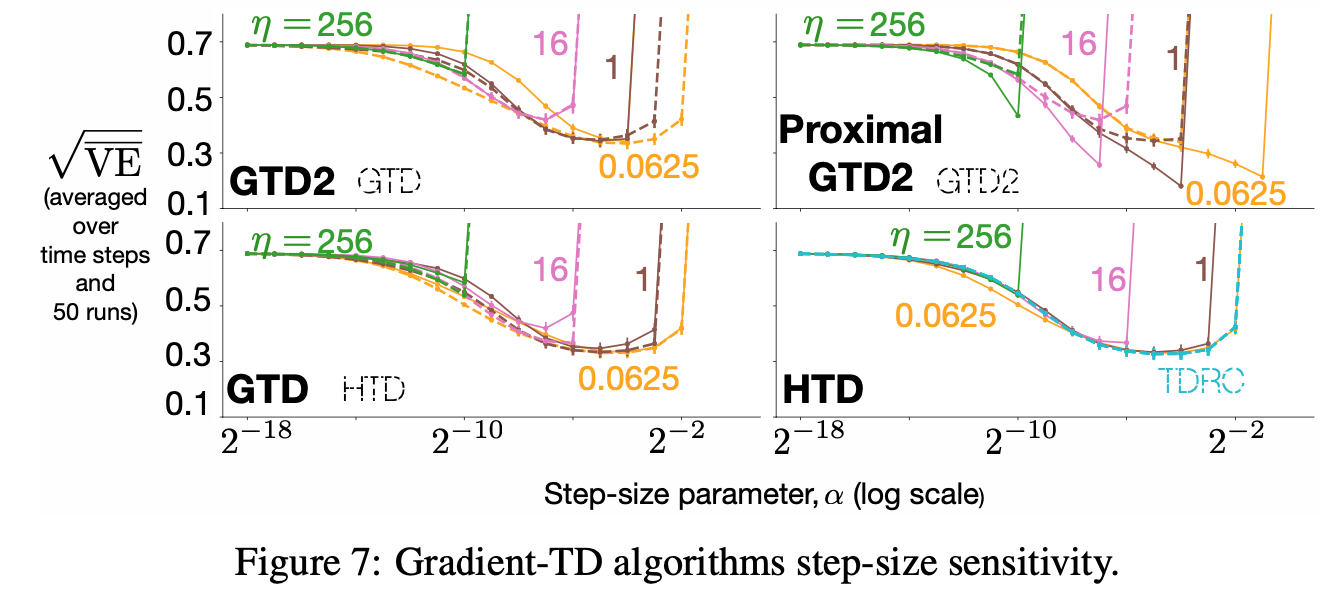 η = 256
16
1
0.7
0.5
0.3
0.1
0.0625
GTD2 GTD
η = 256
16
1
Proximal
GTD2 GTD2
0.0625
√VE
(averaged
over
time steps
and
50 runs)
η = 256
16
1
0.7
0.5
0.3
0.1
0.0625
GTD HTD
2⁻¹⁸ 2⁻¹⁰ 2⁻²
η = 256
16
1
0.0625
HTD TDRC
2⁻¹⁸ 2⁻¹⁰ 2⁻²
Step-size parameter, α (log scale)
Figure 7: Gradient-TD algorithms step-size sensitivity.